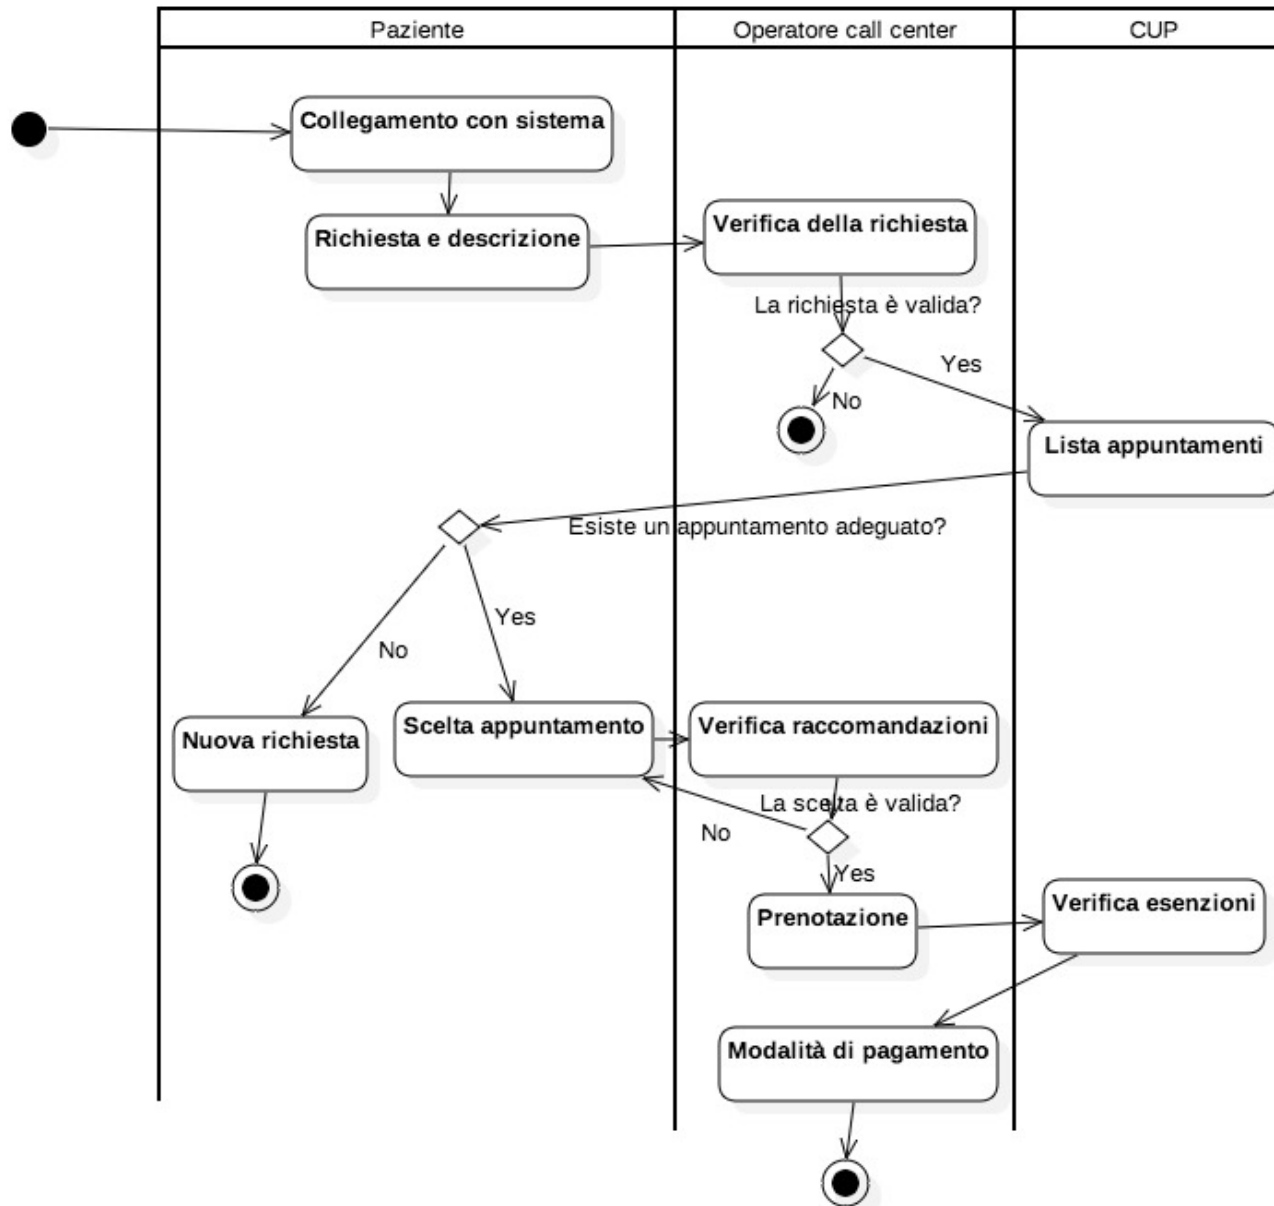 Paziente
Operatore call center
CUP
Collegamento con sistema
Richiesta e descrizione
Verifica della richiesta
La richiesta è valida?
Yes
No
Lista appuntamenti
Esiste un appuntamento adeguato?
Yes
No
Nuova richiesta
Scelta appuntamento
Verifica raccomandazioni
La scelta è valida?
No
Yes
Prenotazione
Verifica esenzioni
Modalità di pagamento